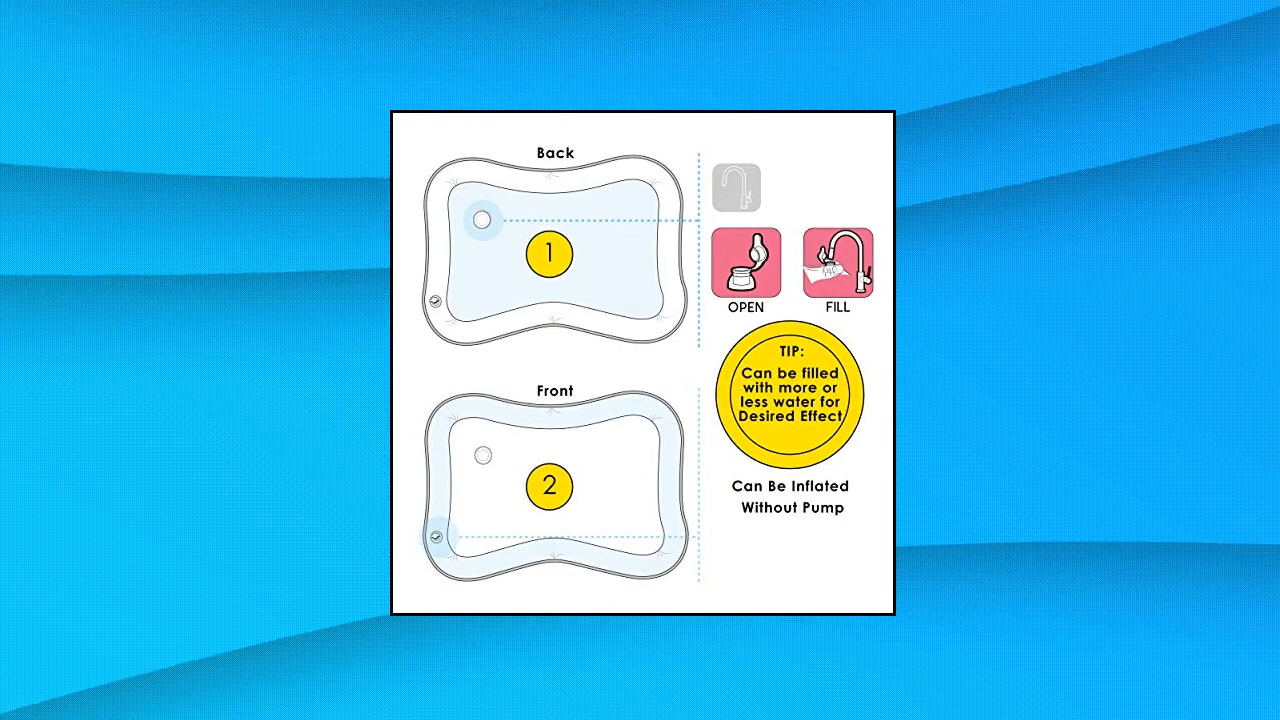 Back
1
OPEN
FILL
TIP:
Can be filled
with more or
less water for
Desired Effect
Front
2
Can Be Inflated
Without Pump